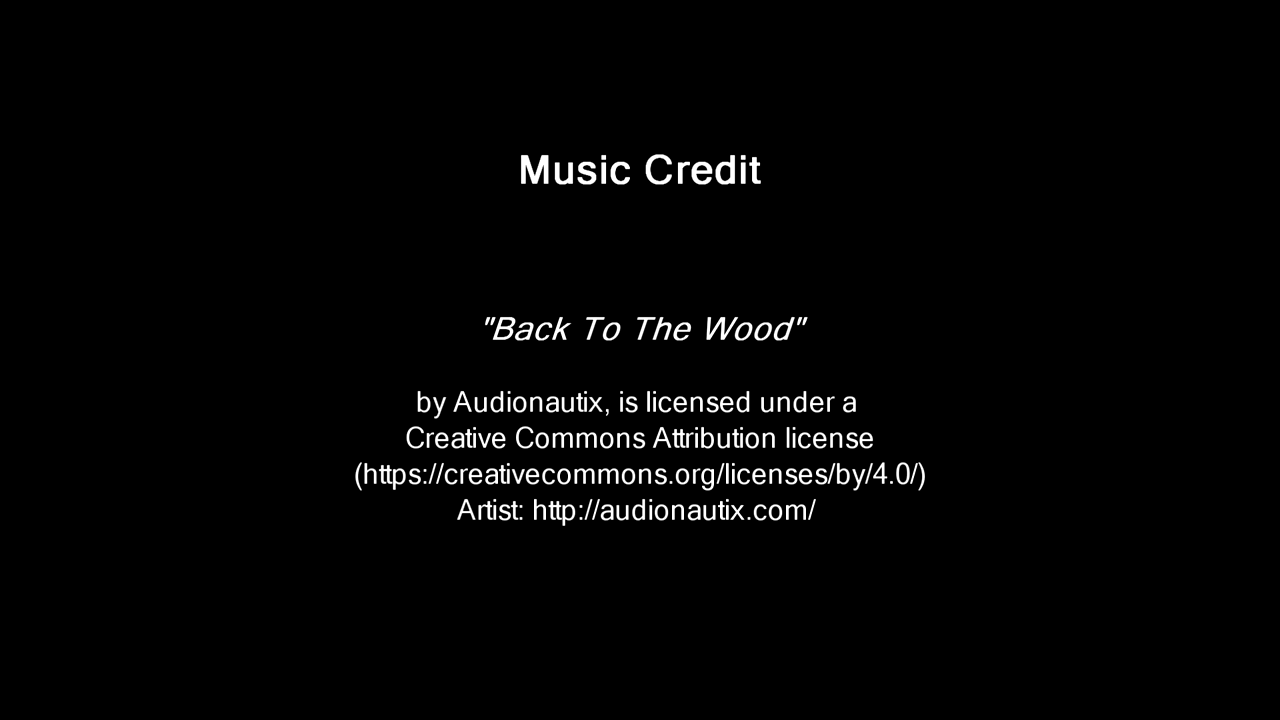 Music Credit
"Back To The Wood"
by Audionautix, is licensed under a
Creative Commons Attribution license
(https://creativecommons.org/licenses/by/4.0/)
Artist: http://audionautix.com/